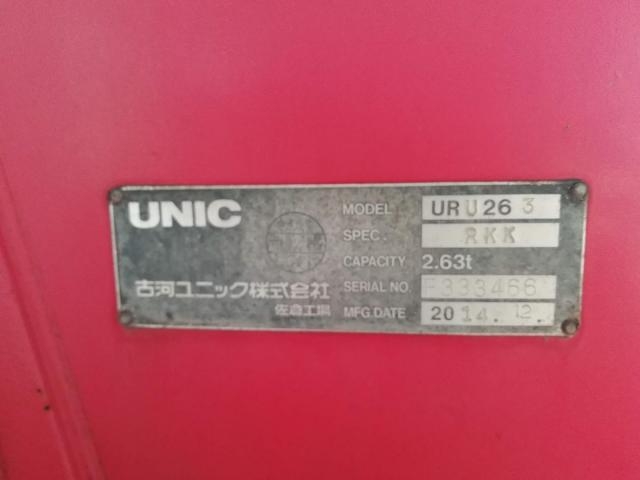 UNIC
MODEL URU263
SPEC. RKK
CAPACITY 2.63t
古河ユニック株式会社 SERIAL NO. F333466
佐倉工場 MFG.DATE 2014.12.